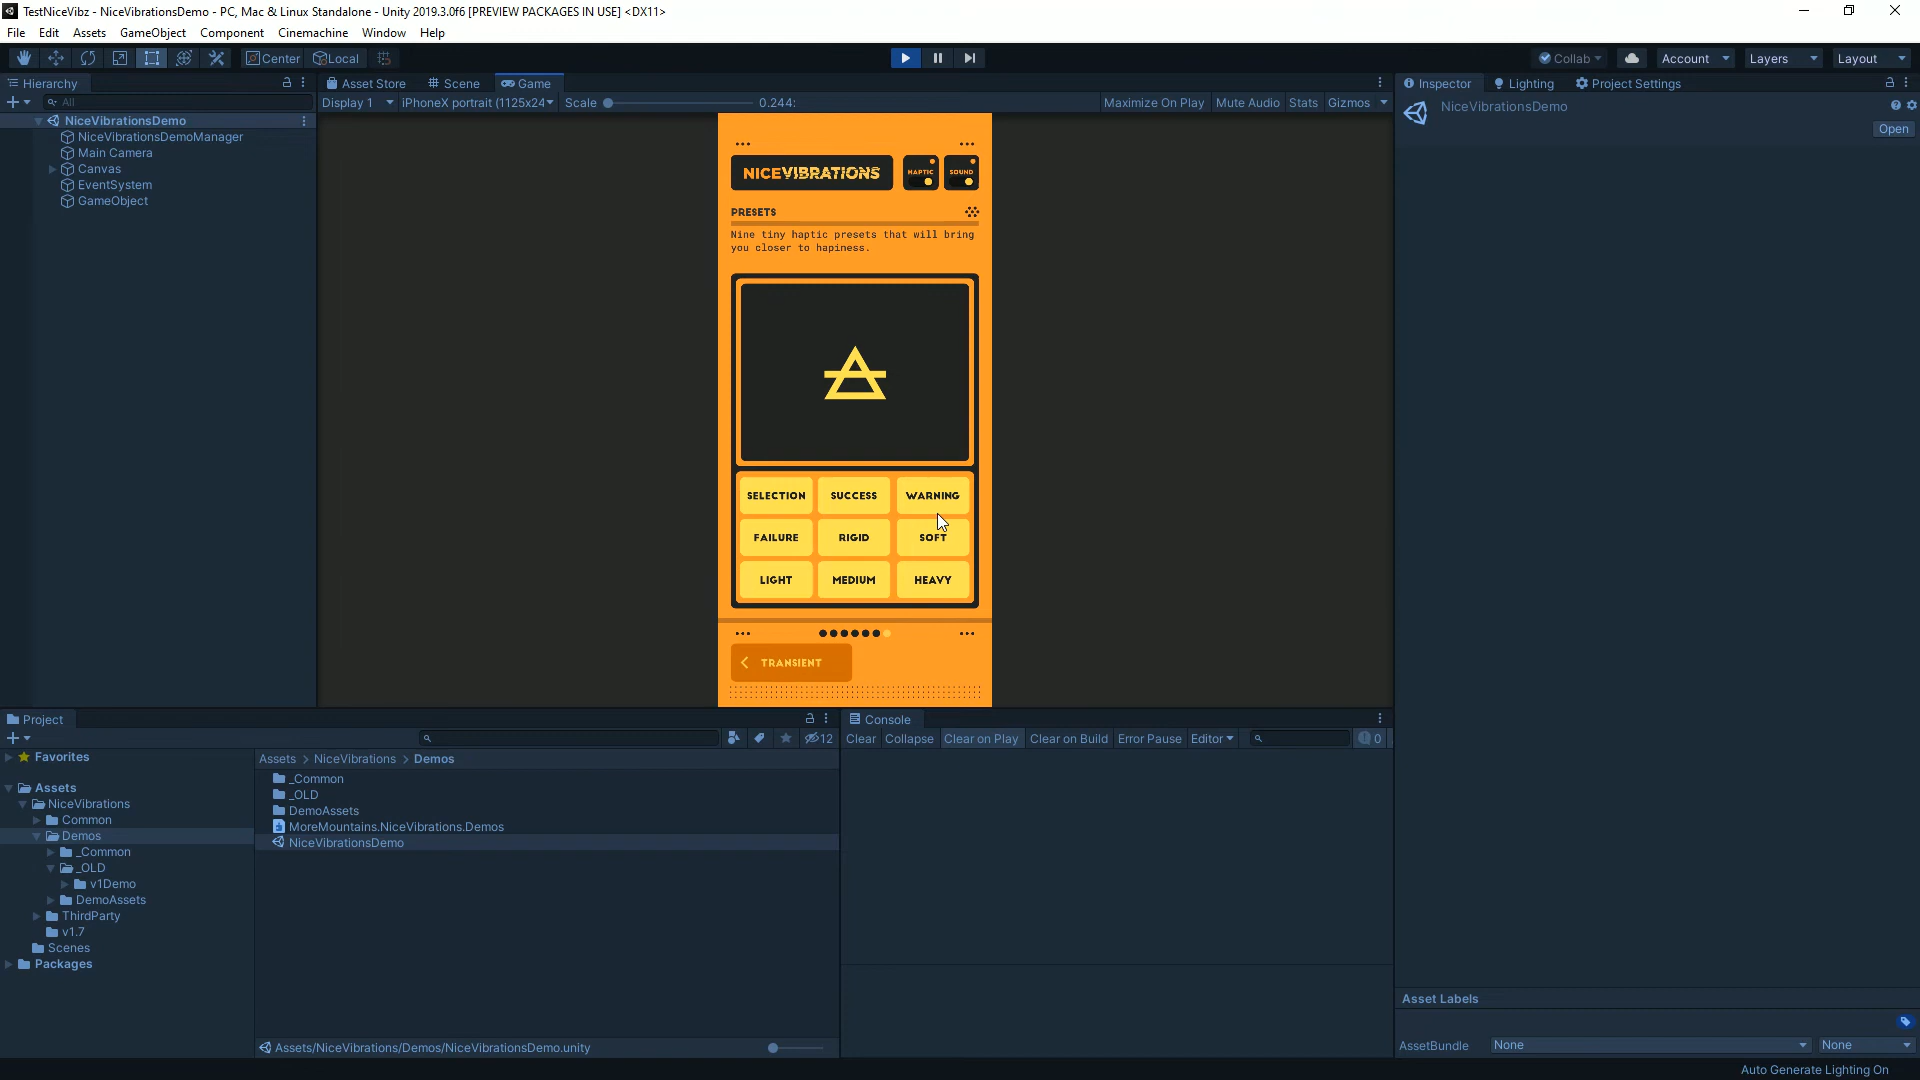 TestNiceVibz - NiceVibrationsDemo - PC, Mac & Linux Standalone - Unity 2019.3.0f6 [PREVIEW PACKAGES IN USE] <DX11>
File Edit Assets GameObject Component Cinemachine Window Help
Center Local Collab Account Layers Layout
Hierarchy
All
NiceVibrationsDemo
NiceVibrationsDemoManager
Main Camera
Canvas
EventSystem
GameObject
Asset Store Scene Game
Display 1 iPhoneX portrait (1125x24 Scale 0.244: Maximize On Play Mute Audio Stats Gizmos
NICEVIBRATIONS HAPTIC SOUND
PRESETS
Nine tiny haptic presets that will bring
you closer to hapiness.
SELECTION SUCCESS WARNING
FAILURE RIGID SOFT
LIGHT MEDIUM HEAVY
TRANSIENT
Inspector Lighting Project Settings
NiceVibrationsDemo
Open
Project
12
Favorites
Assets
NiceVibrations
Common
Demos
_Common
_OLD
v1Demo
DemoAssets
ThirdParty
v1.7
Scenes
Packages
Assets > NiceVibrations > Demos
_Common
_OLD
DemoAssets
MoreMountains.NiceVibrations.Demos
NiceVibrationsDemo
Assets/NiceVibrations/Demos/NiceVibrationsDemo.unity
Console
Clear Collapse Clear on Play Clear on Build Error Pause Editor 0
Asset Labels
AssetBundle None None
Auto Generate Lighting On